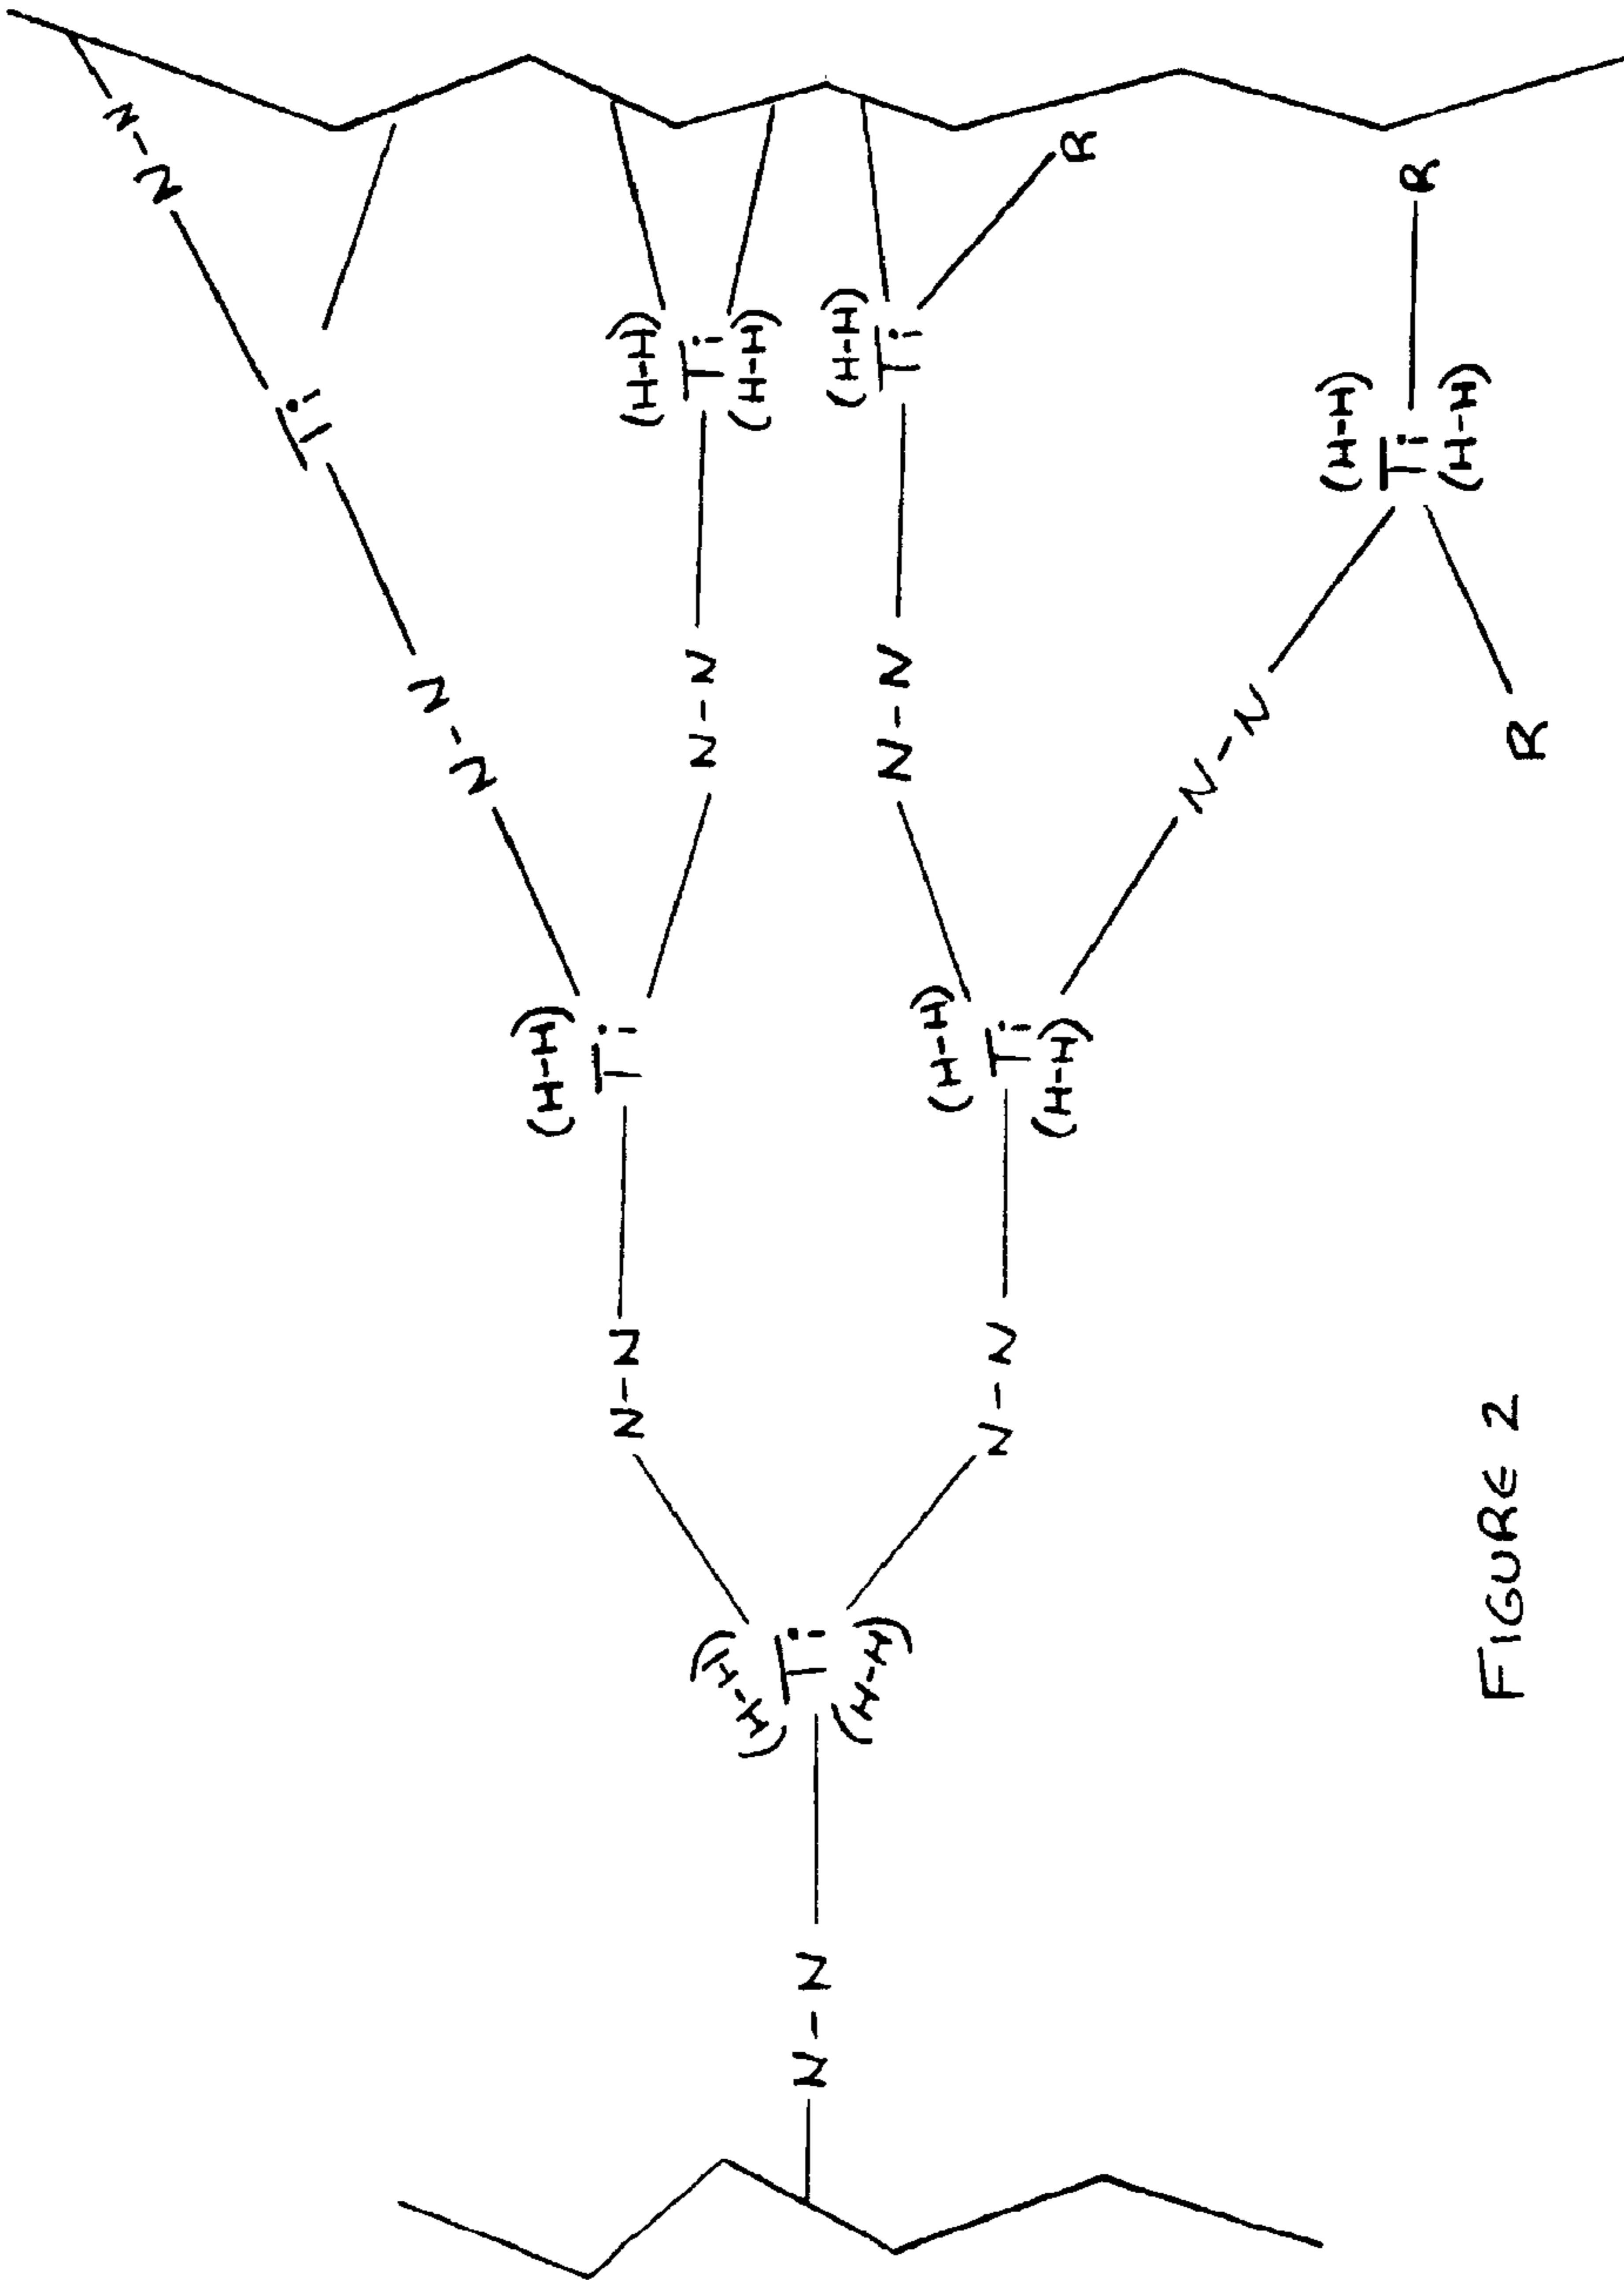 N-N
Ti
N-N
(H-H)
Ti
N-N
(H-H)
Ti
N-N
(H-H)
(H-H)
Ti
N-N
(H-H)
(H-H)
N-N
Ti
(H-H)
N-N
Ti
(H-H)
R
N-N
(H-H)
Ti
R
(H-H)
R
FIGURE 2